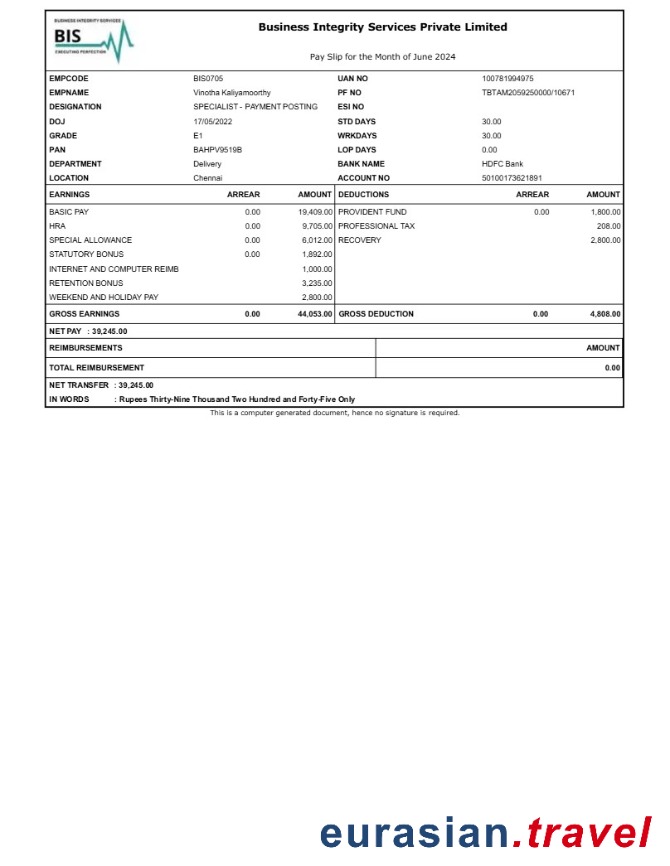 BUSINESS INTEGRITY SERVICES
BIS
EXECUTING PERFECTION
Business Integrity Services Private Limited
Pay Slip for the Month of June 2024
EMPCODE BIS0705 UAN NO 100781994975
EMPNAME Vinotha Kaliyamoorthy PF NO TBTAM2059250000/10671
DESIGNATION SPECIALIST - PAYMENT POSTING ESI NO
DOJ 17/05/2022 STD DAYS 30.00
GRADE E1 WRKDAYS 30.00
PAN BAHPV9519B LOP DAYS 0.00
DEPARTMENT Delivery BANK NAME HDFC Bank
LOCATION Chennai ACCOUNT NO 50100173621891
EARNINGS ARREAR AMOUNT DEDUCTIONS ARREAR AMOUNT
BASIC PAY 0.00 19,409.00 PROVIDENT FUND 0.00 1,800.00
HRA 0.00 9,705.00 PROFESSIONAL TAX 208.00
SPECIAL ALLOWANCE 0.00 6,012.00 RECOVERY 2,800.00
STATUTORY BONUS 0.00 1,892.00
INTERNET AND COMPUTER REIMB 1,000.00
RETENTION BONUS 3,235.00
WEEKEND AND HOLIDAY PAY 2,800.00
GROSS EARNINGS 0.00 44,053.00 GROSS DEDUCTION 0.00 4,808.00
NET PAY : 39,245.00
REIMBURSEMENTS AMOUNT
TOTAL REIMBURSEMENT 0.00
NET TRANSFER : 39,245.00
IN WORDS : Rupees Thirty-Nine Thousand Two Hundred and Forty-Five Only
This is a computer generated document, hence no signature is required.
eurasian.travel